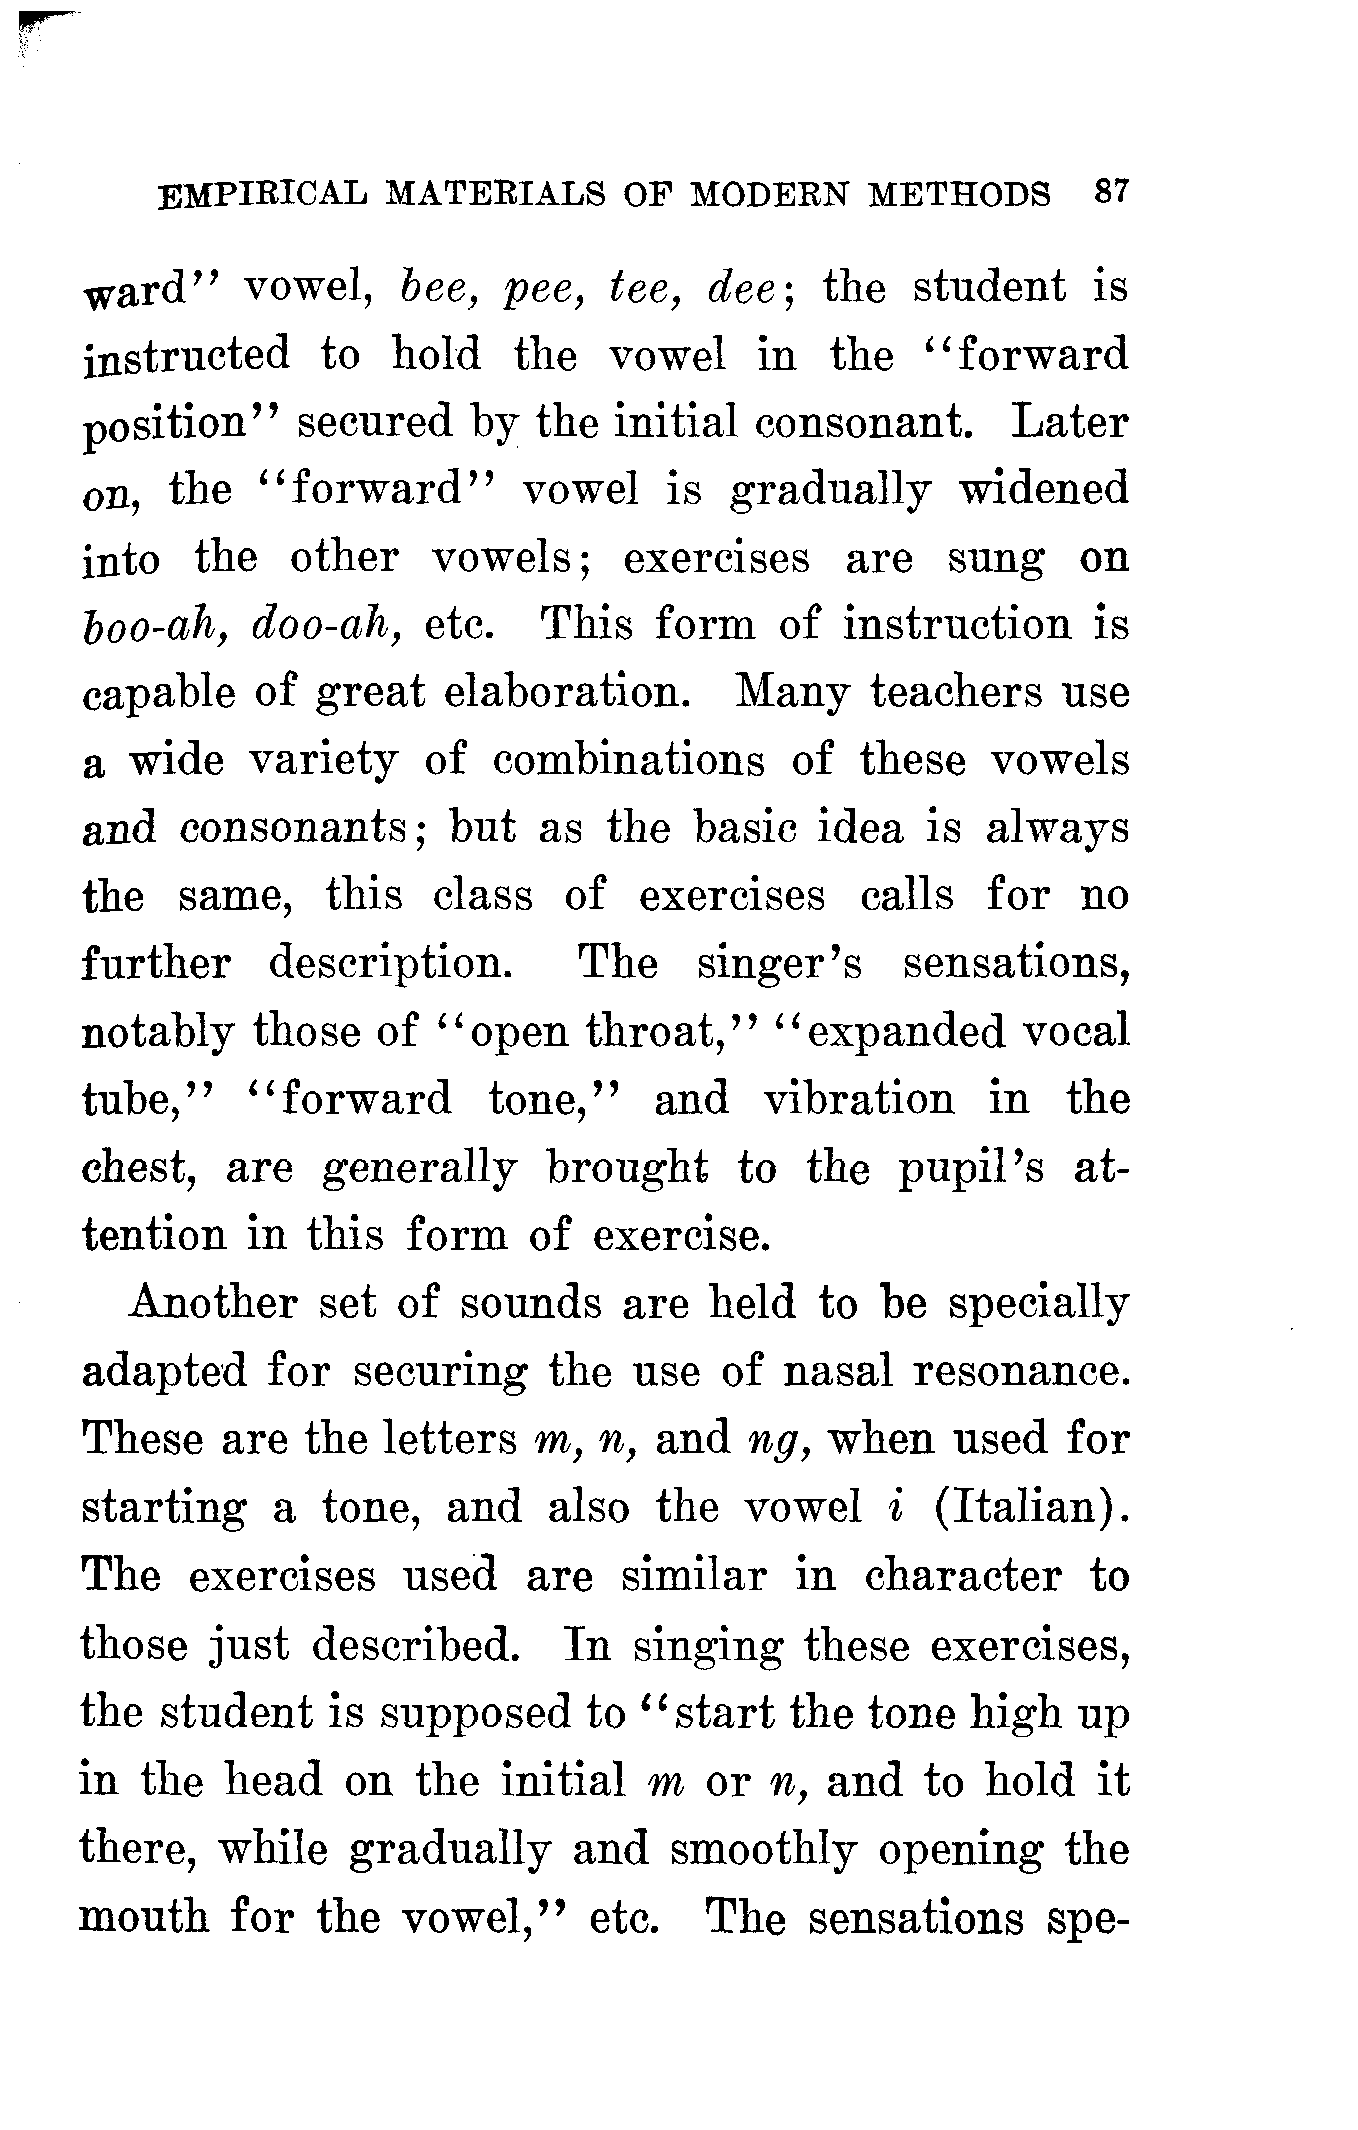 EMPIRICAL MATERIALS OF MODERN METHODS 87
ward'' vowel, bee, pee, tee, dee; the student is
instructed to hold the vowel in the ''forward
position'' secured by the initial consonant. Later
on, the ''forward'' vowel is gradually widened
into the other vowels; exercises are sung on
boo-ah, doo-ah, etc. This form of instruction is
capable of great elaboration. Many teachers use
a wide variety of combinations of these vowels
and consonants; but as the basic idea is always
the same, this class of exercises calls for no
further description. The singer's sensations,
notably those of ''open throat,'' ''expanded vocal
tube,'' ''forward tone,'' and vibration in the
chest, are generally brought to the pupil's at-
tention in this form of exercise.
Another set of sounds are held to be specially
adapted for securing the use of nasal resonance.
These are the letters m, n, and ng, when used for
starting a tone, and also the vowel i (Italian).
The exercises used are similar in character to
those just described. In singing these exercises,
the student is supposed to ''start the tone high up
in the head on the initial m or n, and to hold it
there, while gradually and smoothly opening the
mouth for the vowel,'' etc. The sensations spe-